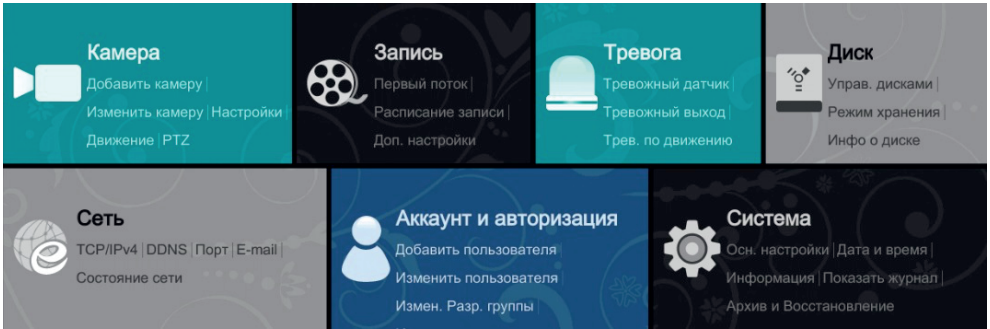 Камера
Добавить камеру|
Изменить камеру|Настройки|
Движение|PTZ
Запись
Первый поток|
Расписание записи|
Доп. настройки
Тревога
Тревожный датчик|
Тревожный выход|
Трев. по движению
Диск
Управ. дисками|
Режим хранения|
Инфо о диске
Сеть
TCP/IPv4|DDNS|Порт|E-mail|
Состояние сети
Аккаунт и авторизация
Добавить пользователя
Изменить пользователя
Измен. Разр. группы|
Система
Осн. настройки|Дата и время|
Информация|Показать журнал|
Архив и Восстановление